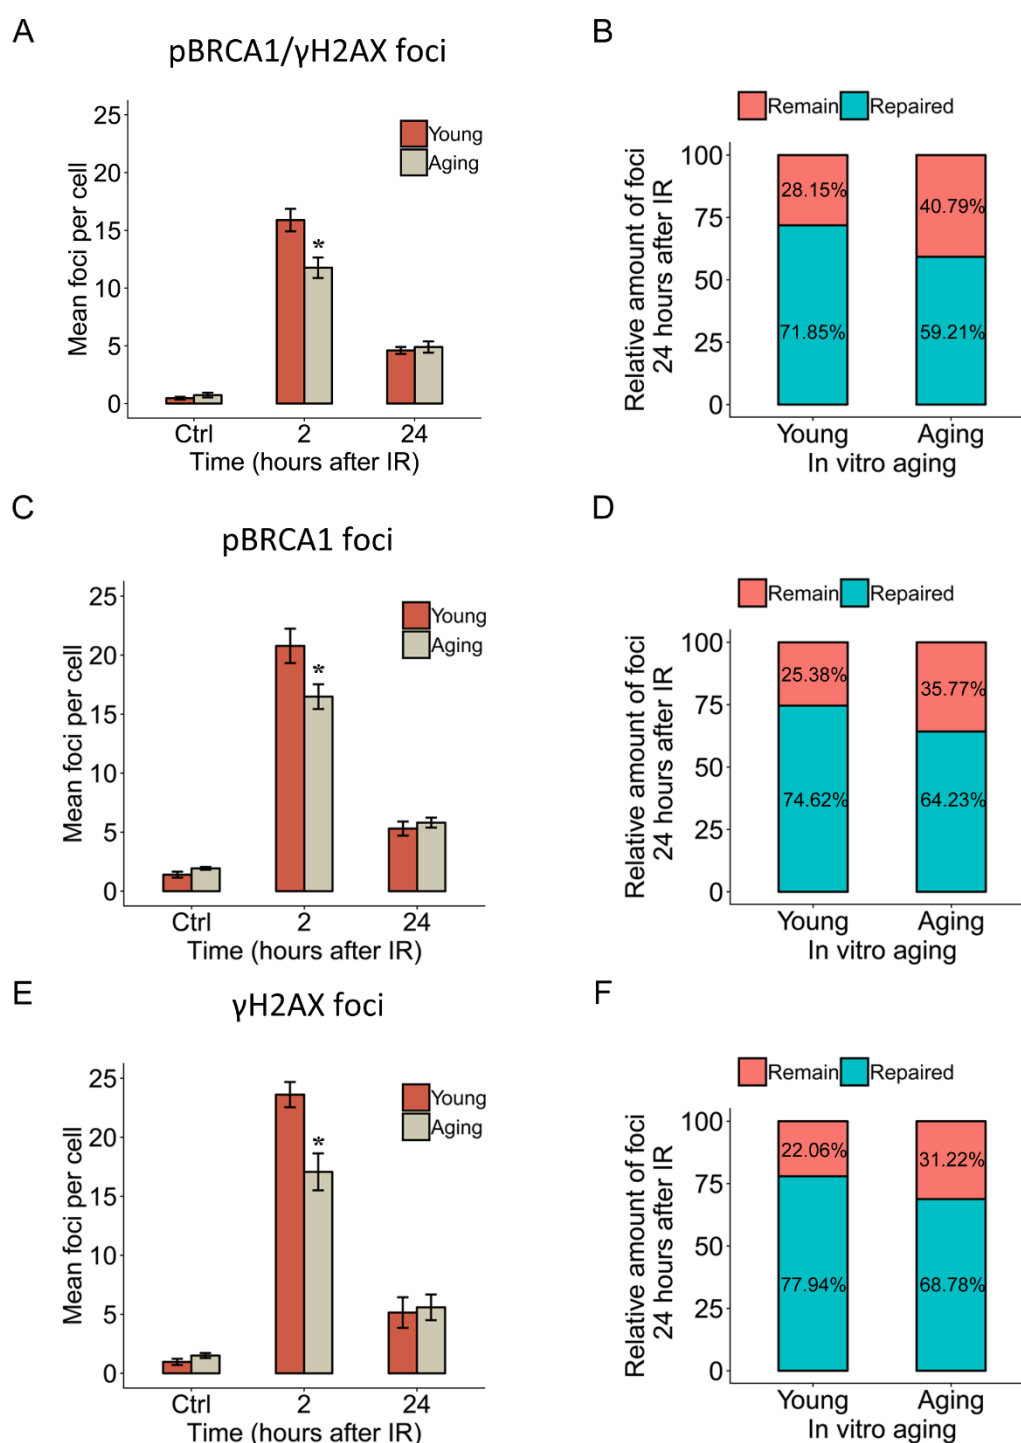 A
pBRCA1/γH2AX foci
Mean foci per cell
25
20
15
10
5
0
Young
Aging
*
Ctrl 2 24
Time (hours after IR)
B
Remain Repaired
Relative amount of foci
24 hours after IR
100
75
50
25
0
28.15%
40.79%
71.85%
59.21%
Young Aging
In vitro aging
C
pBRCA1 foci
Mean foci per cell
25
20
15
10
5
0
Young
Aging
*
Ctrl 2 24
Time (hours after IR)
D
Remain Repaired
Relative amount of foci
24 hours after IR
100
75
50
25
0
25.38%
35.77%
74.62%
64.23%
Young Aging
In vitro aging
E
γH2AX foci
Mean foci per cell
25
20
15
10
5
0
Young
Aging
*
Ctrl 2 24
Time (hours after IR)
F
Remain Repaired
Relative amount of foci
24 hours after IR
100
75
50
25
0
22.06%
31.22%
77.94%
68.78%
Young Aging
In vitro aging